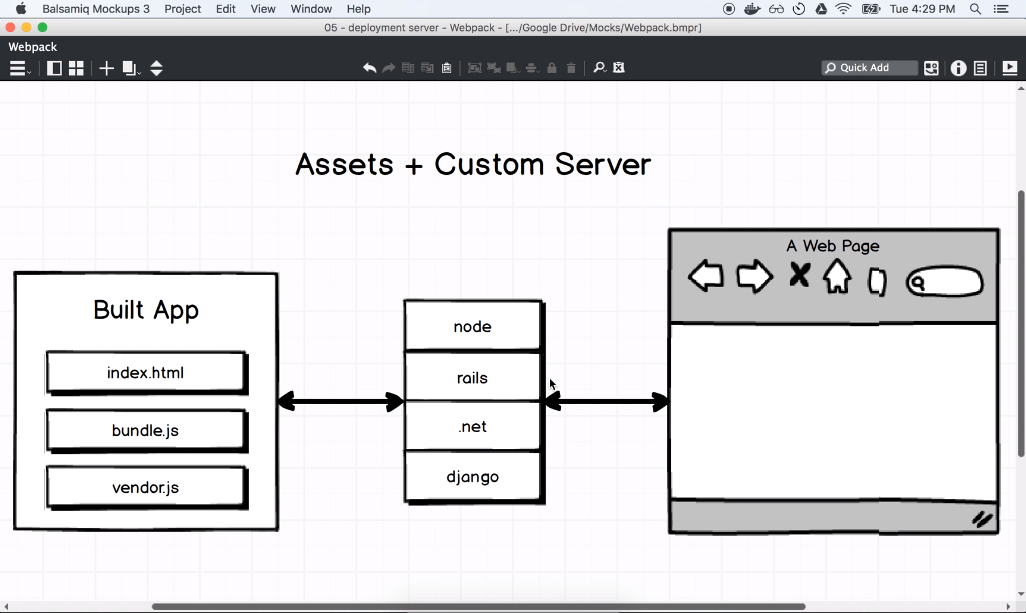 Balsamiq Mockups 3 Project Edit View Window Help Tue 4:29 PM
05 - deployment server - Webpack - [.../Google Drive/Mocks/Webpack.bmpr]
Webpack
Quick Add
Assets + Custom Server
Built App
index.html
bundle.js
vendor.js
node
rails
.net
django
A Web Page